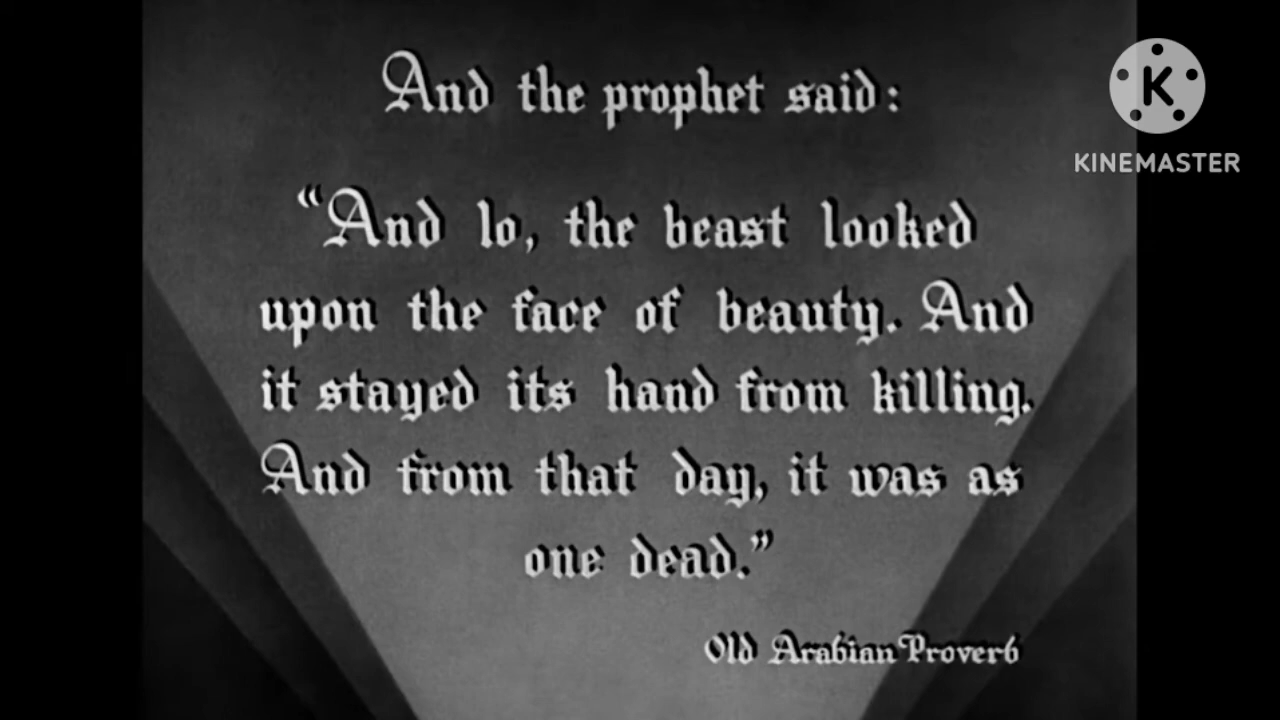 And the prophet said:
"And lo, the beast looked
upon the face of beauty. And
it stayed its hand from killing.
And from that day, it was as
one dead."
Old Arabian Proverb
K
KINEMASTER